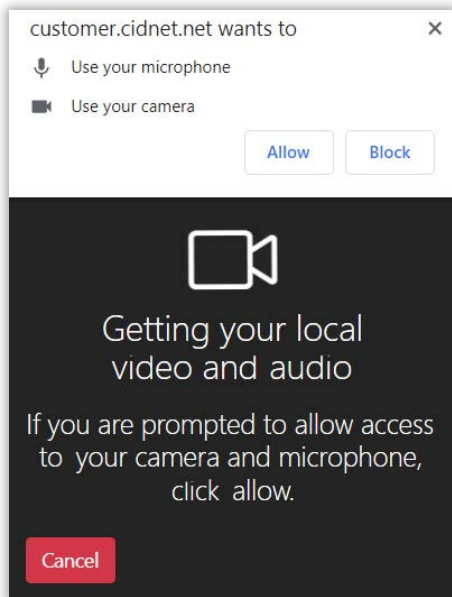 customer.cidnet.net wants to
Use your microphone
Use your camera
Allow Block
Getting your local
video and audio
If you are prompted to allow access
to your camera and microphone,
click allow.
Cancel